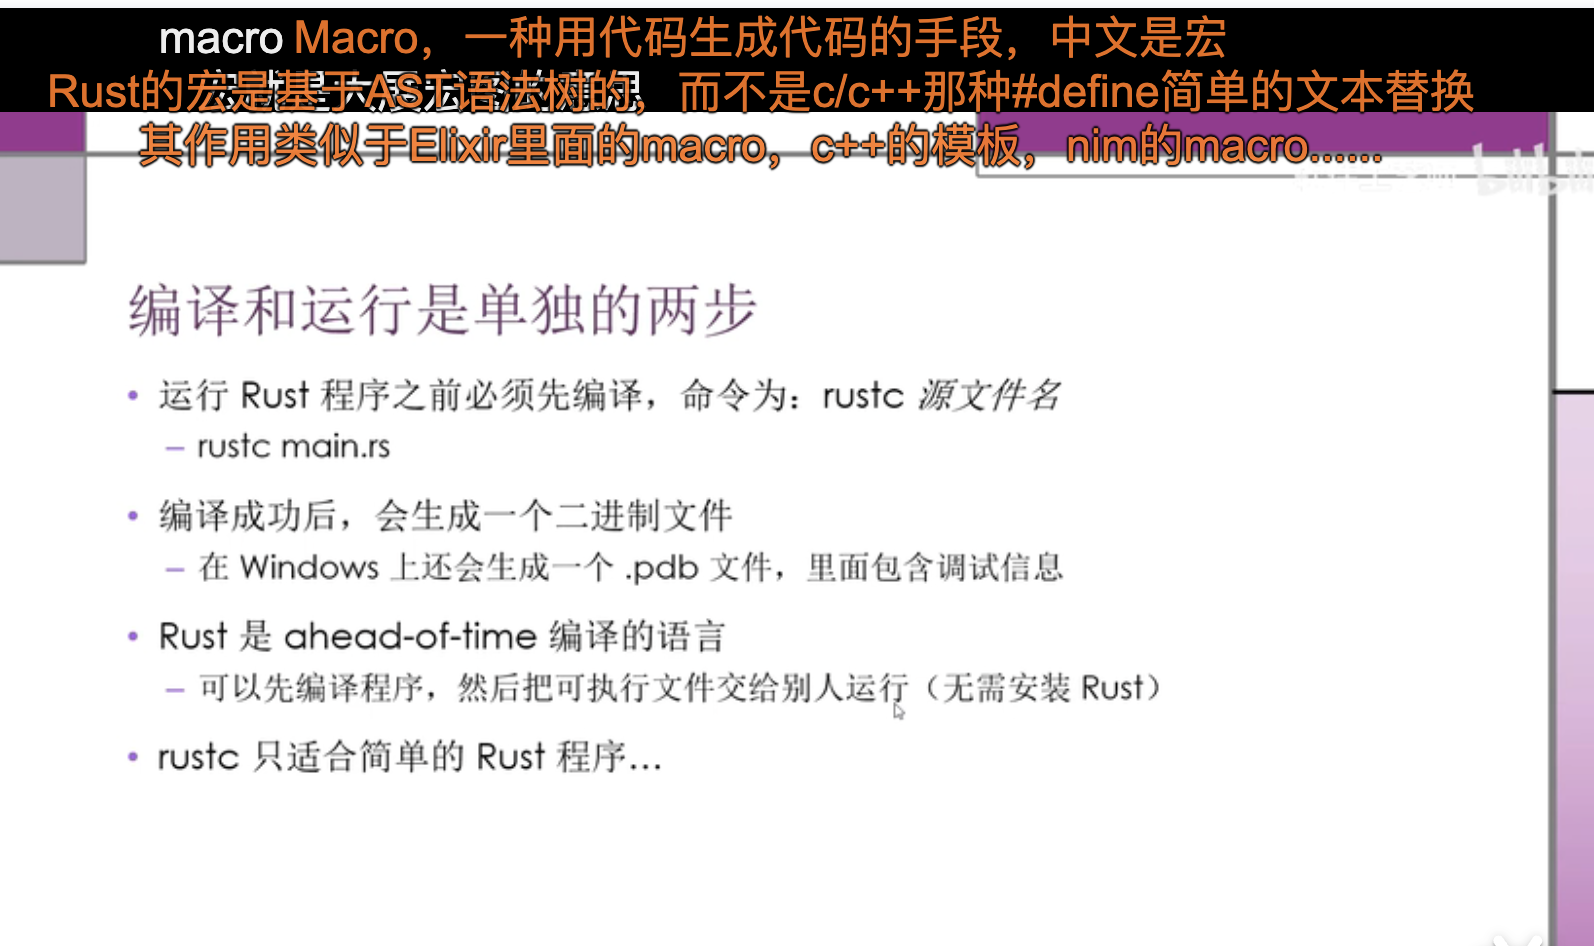 macro Macro，一种用代码生成代码的手段，中文是宏
Rust的宏是基于AST语法树的，而不是c/c++那种#define简单的文本替换
其作用类似于Elixir里面的macro，c++的模板，nim的macro......
bilibili
编译和运行是单独的两步
• 运行 Rust 程序之前必须先编译，命令为：rustc 源文件名
– rustc main.rs
• 编译成功后，会生成一个二进制文件
– 在 Windows 上还会生成一个 .pdb 文件，里面包含调试信息
• Rust 是 ahead-of-time 编译的语言
– 可以先编译程序，然后把可执行文件交给别人运行（无需安装 Rust）
• rustc 只适合简单的 Rust 程序…